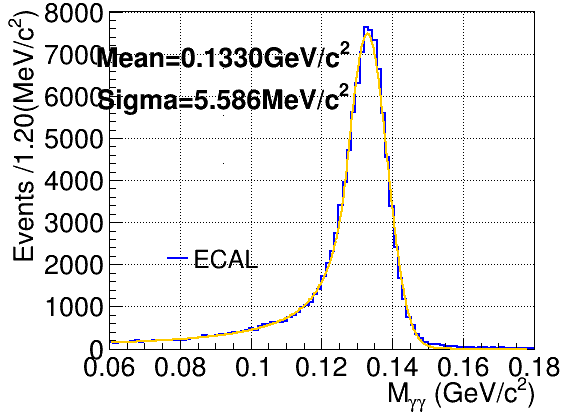 Events /1.20(MeV/c²)
8000
7000
6000
5000
4000
3000
2000
1000
0
Mean=0.1330GeV/c²
Sigma=5.586MeV/c²
ECAL
0.06 0.08 0.1 0.12 0.14 0.16 0.18
Mγγ (GeV/c²)